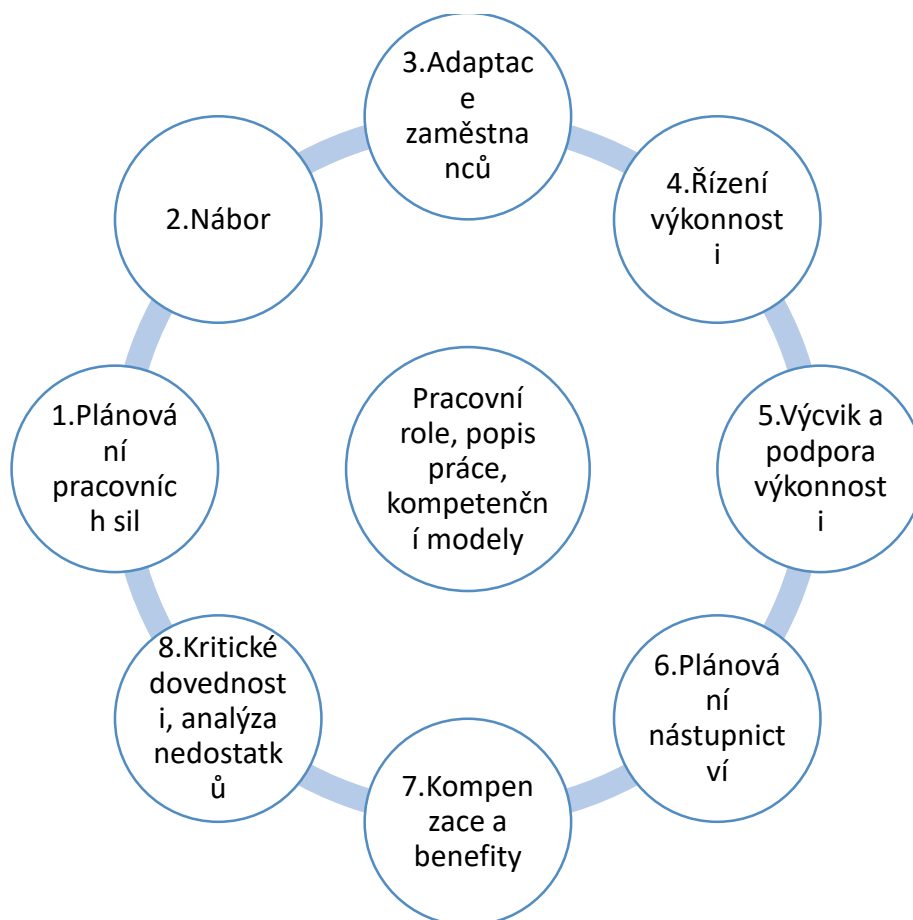 3.Adaptac
e
zaměstna
nců
2.Nábor
4.Řízení
výkonnost
i
1.Plánová
ní
pracovníc
h sil
Pracovní
role, popis
práce,
kompetenčn
í modely
5.Výcvik a
podpora
výkonnost
i
8.Kritické
dovednost
i, analýza
nedostatk
ů
6.Plánová
ní
nástupnict
ví
7.Kompen
zace a
benefity